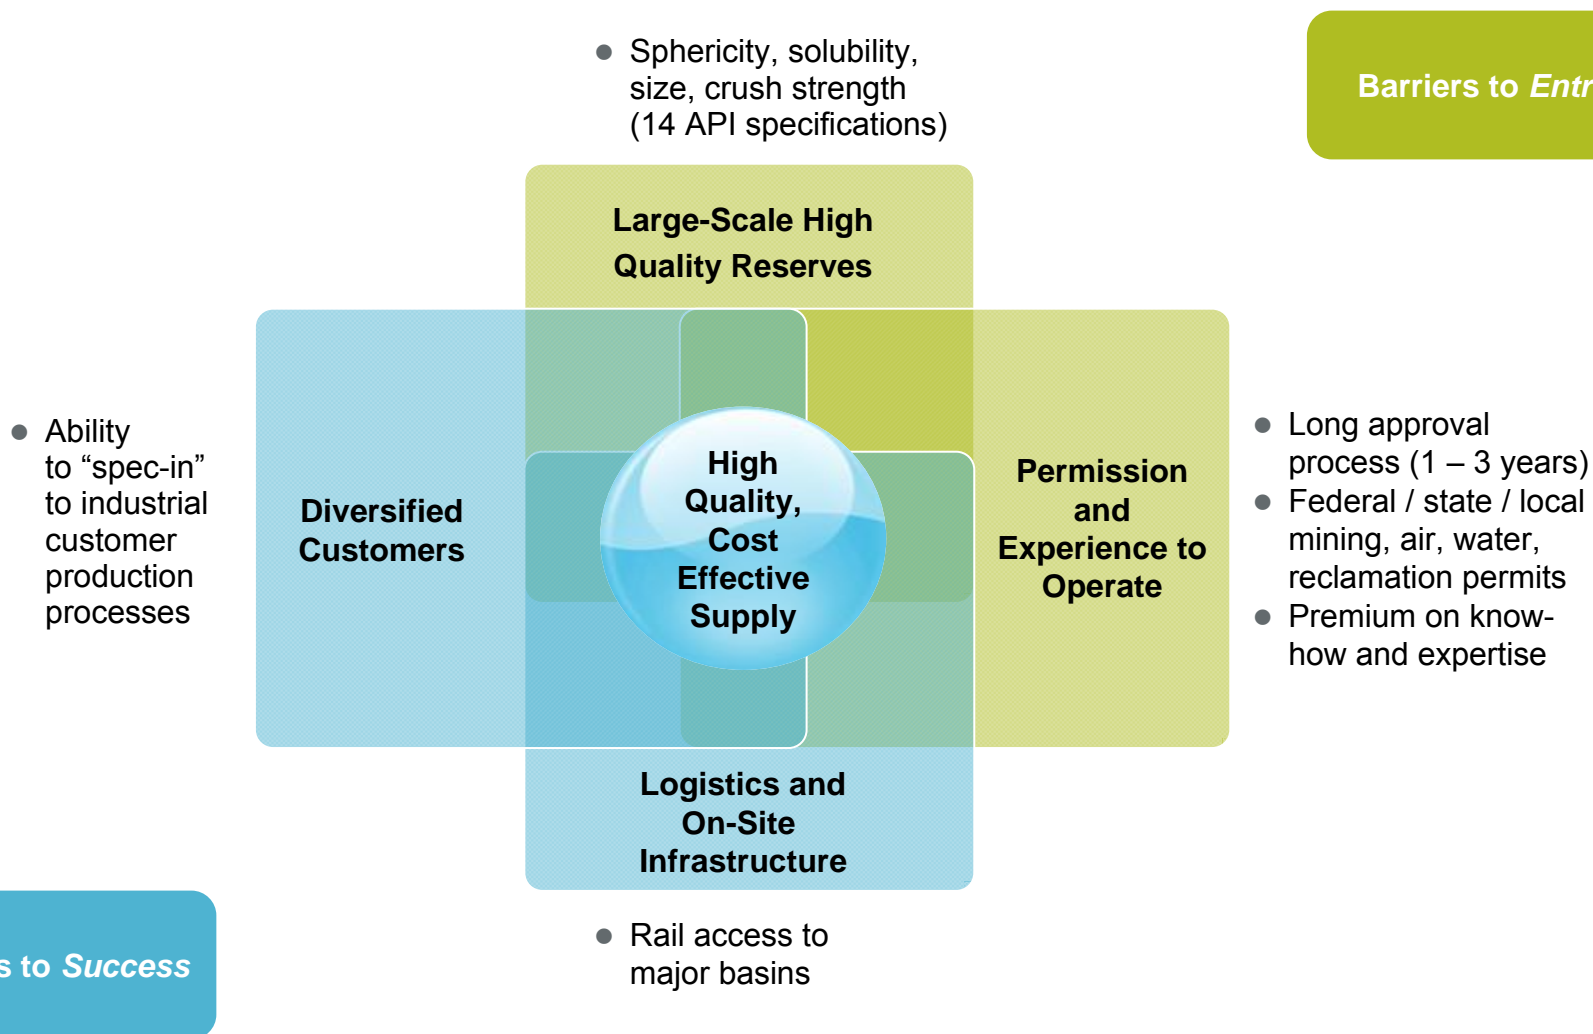 ● Sphericity, solubility,
size, crush strength
(14 API specifications)
Barriers to Entr
Large-Scale High
Quality Reserves
● Ability
to “spec-in”
to industrial
customer
production
processes
Diversified
Customers
High
Quality,
Cost
Effective
Supply
Permission
and
Experience to
Operate
● Long approval
process (1 – 3 years)
● Federal / state / local
mining, air, water,
reclamation permits
● Premium on know-
how and expertise
Logistics and
On-Site
Infrastructure
● Rail access to
major basins
s to Success